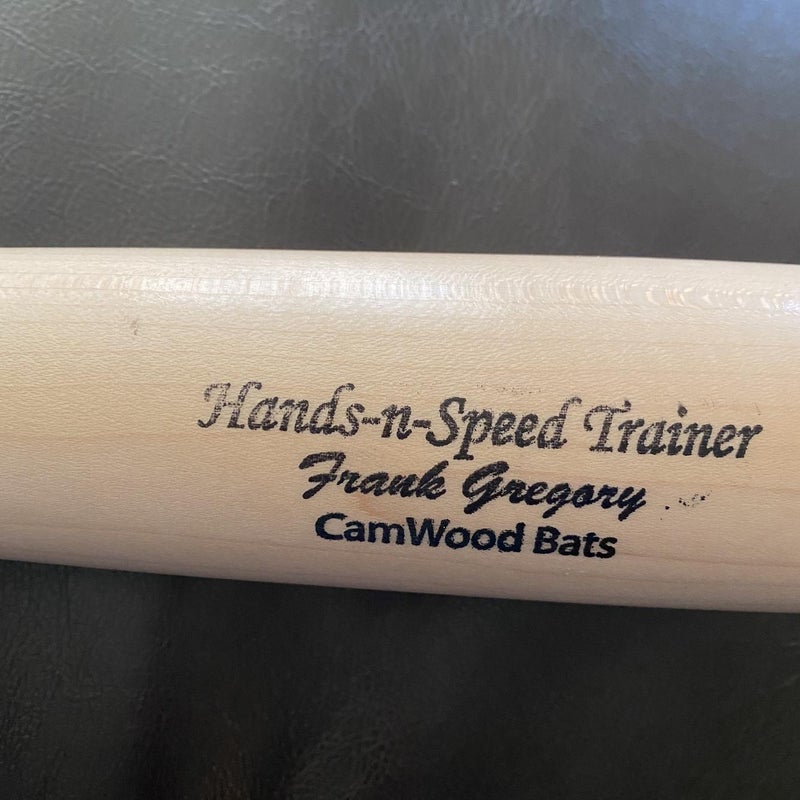 Hands-n-Speed Trainer
Frank Gregory
CamWood Bats